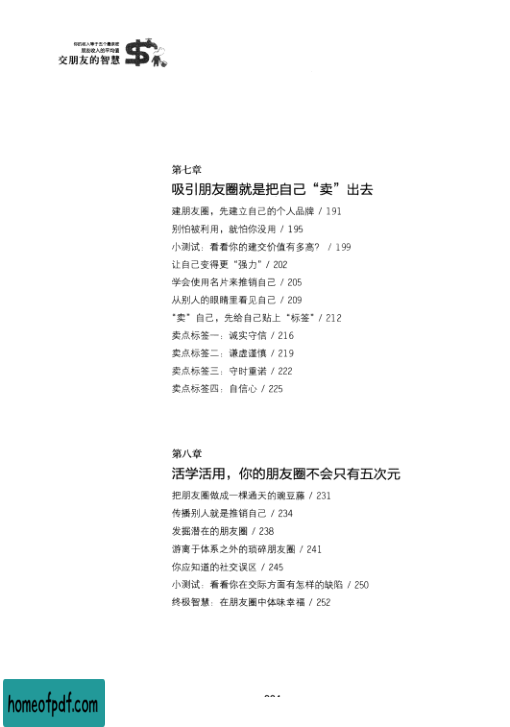 你的收入等于五个最亲密
朋友收入的平均值
交朋友的智慧
第七章
吸引朋友圈就是把自己“卖”出去
建朋友圈，先建立自己的个人品牌 / 191
别怕被利用，就怕你没用 / 195
小测试：看看你的建交价值有多高？ / 199
让自己变得更“强力” / 202
学会使用名片来推销自己 / 205
从别人的眼睛里看见自己 / 209
“卖”自己，先给自己贴上“标签” / 212
卖点标签一：诚实守信 / 216
卖点标签二：谦虚谨慎 / 219
卖点标签三：守时重诺 / 222
卖点标签四：自信心 / 225
第八章
活学活用，你的朋友圈不会只有五次元
把朋友圈做成一棵通天的豌豆藤 / 231
传播别人就是推销自己 / 234
发掘潜在的朋友圈 / 238
游离于体系之外的琐碎朋友圈 / 241
你应知道的社交误区 / 245
小测试：看看你在交际方面有怎样的缺陷 / 250
终极智慧：在朋友圈中体味幸福 / 252
homeofpdf.com